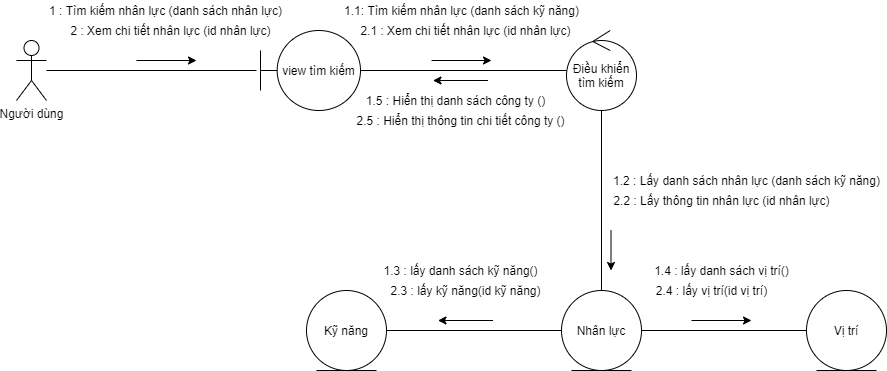 1 : Tìm kiếm nhân lực (danh sách nhân lực)
2 : Xem chi tiết nhân lực (id nhân lực)
1.1: Tìm kiếm nhân lực (danh sách kỹ năng)
2.1 : Xem chi tiết nhân lực (id nhân lực)
Người dùng
view tìm kiếm
Điều khiển
tìm kiếm
1.5 : Hiển thị danh sách công ty ()
2.5 : Hiển thị thông tin chi tiết công ty ()
1.2 : Lấy danh sách nhân lực (danh sách kỹ năng)
2.2 : Lấy thông tin nhân lực (id nhân lực)
1.3 : lấy danh sách kỹ năng()
2.3 : lấy kỹ năng(id kỹ năng)
1.4 : lấy danh sách vị trí()
2.4 : lấy vị trí(id vị trí)
Kỹ năng
Nhân lực
Vị trí